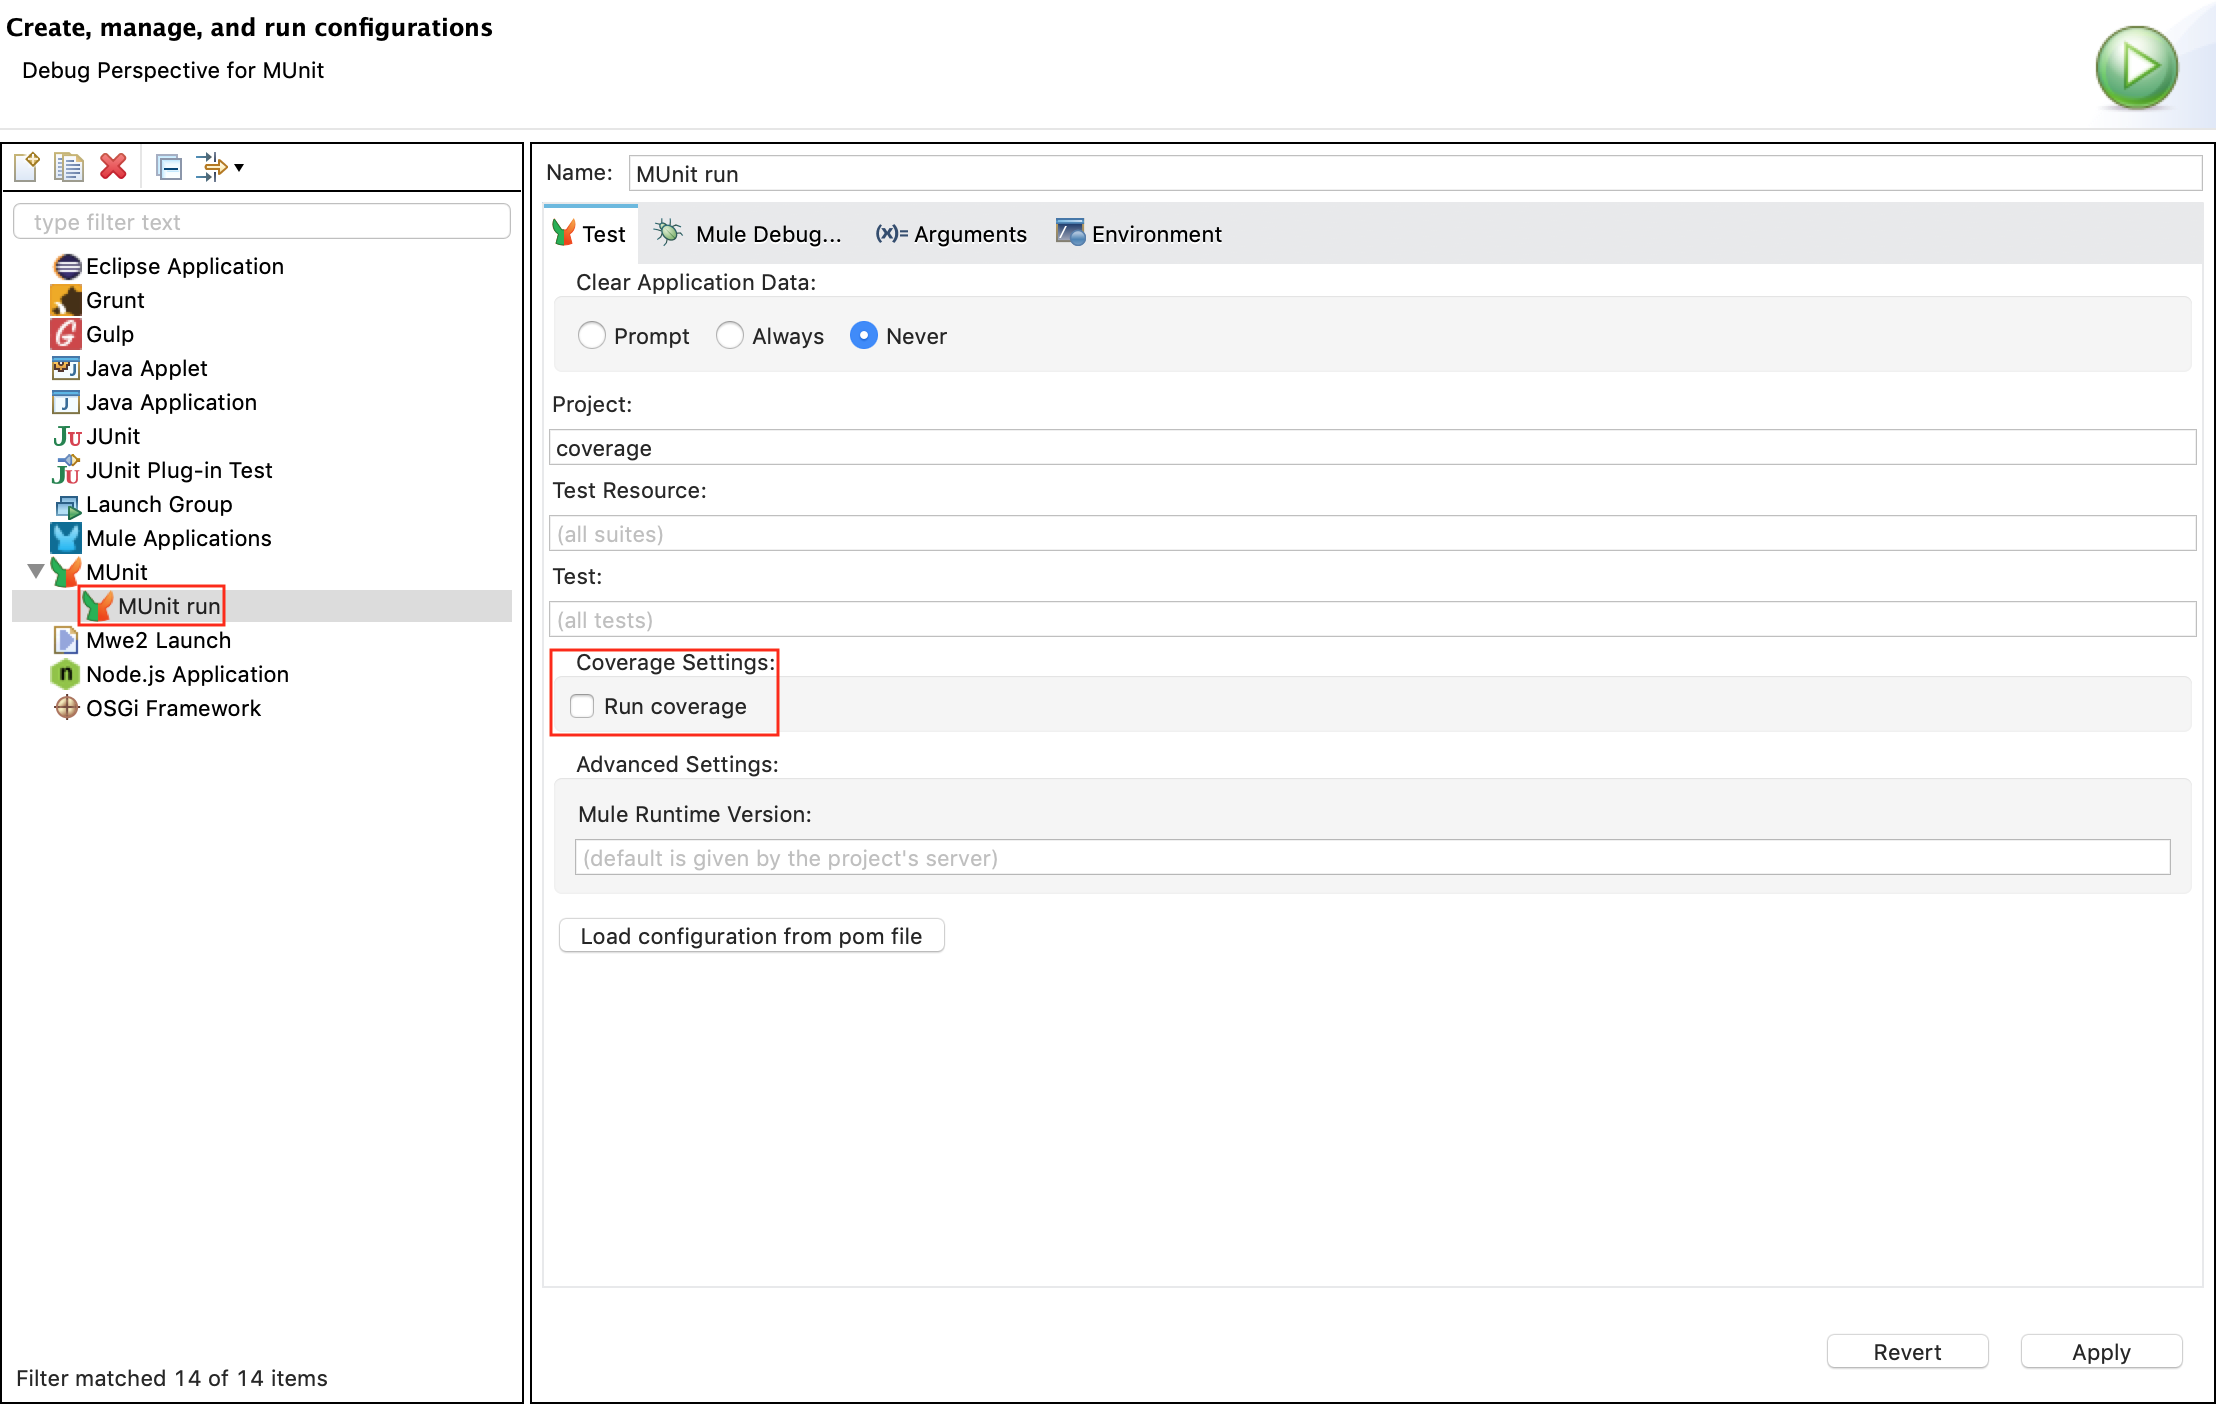 Create, manage, and run configurations
Debug Perspective for MUnit
type filter text
Eclipse Application
Grunt
Gulp
Java Applet
Java Application
JUnit
JUnit Plug-in Test
Launch Group
Mule Applications
MUnit
MUnit run
Mwe2 Launch
Node.js Application
OSGi Framework
Filter matched 14 of 14 items
Name: MUnit run
Test Mule Debug... (x)= Arguments Environment
Clear Application Data:
Prompt Always Never
Project:
coverage
Test Resource:
(all suites)
Test:
(all tests)
Coverage Settings:
Run coverage
Advanced Settings:
Mule Runtime Version:
(default is given by the project's server)
Load configuration from pom file
Revert Apply